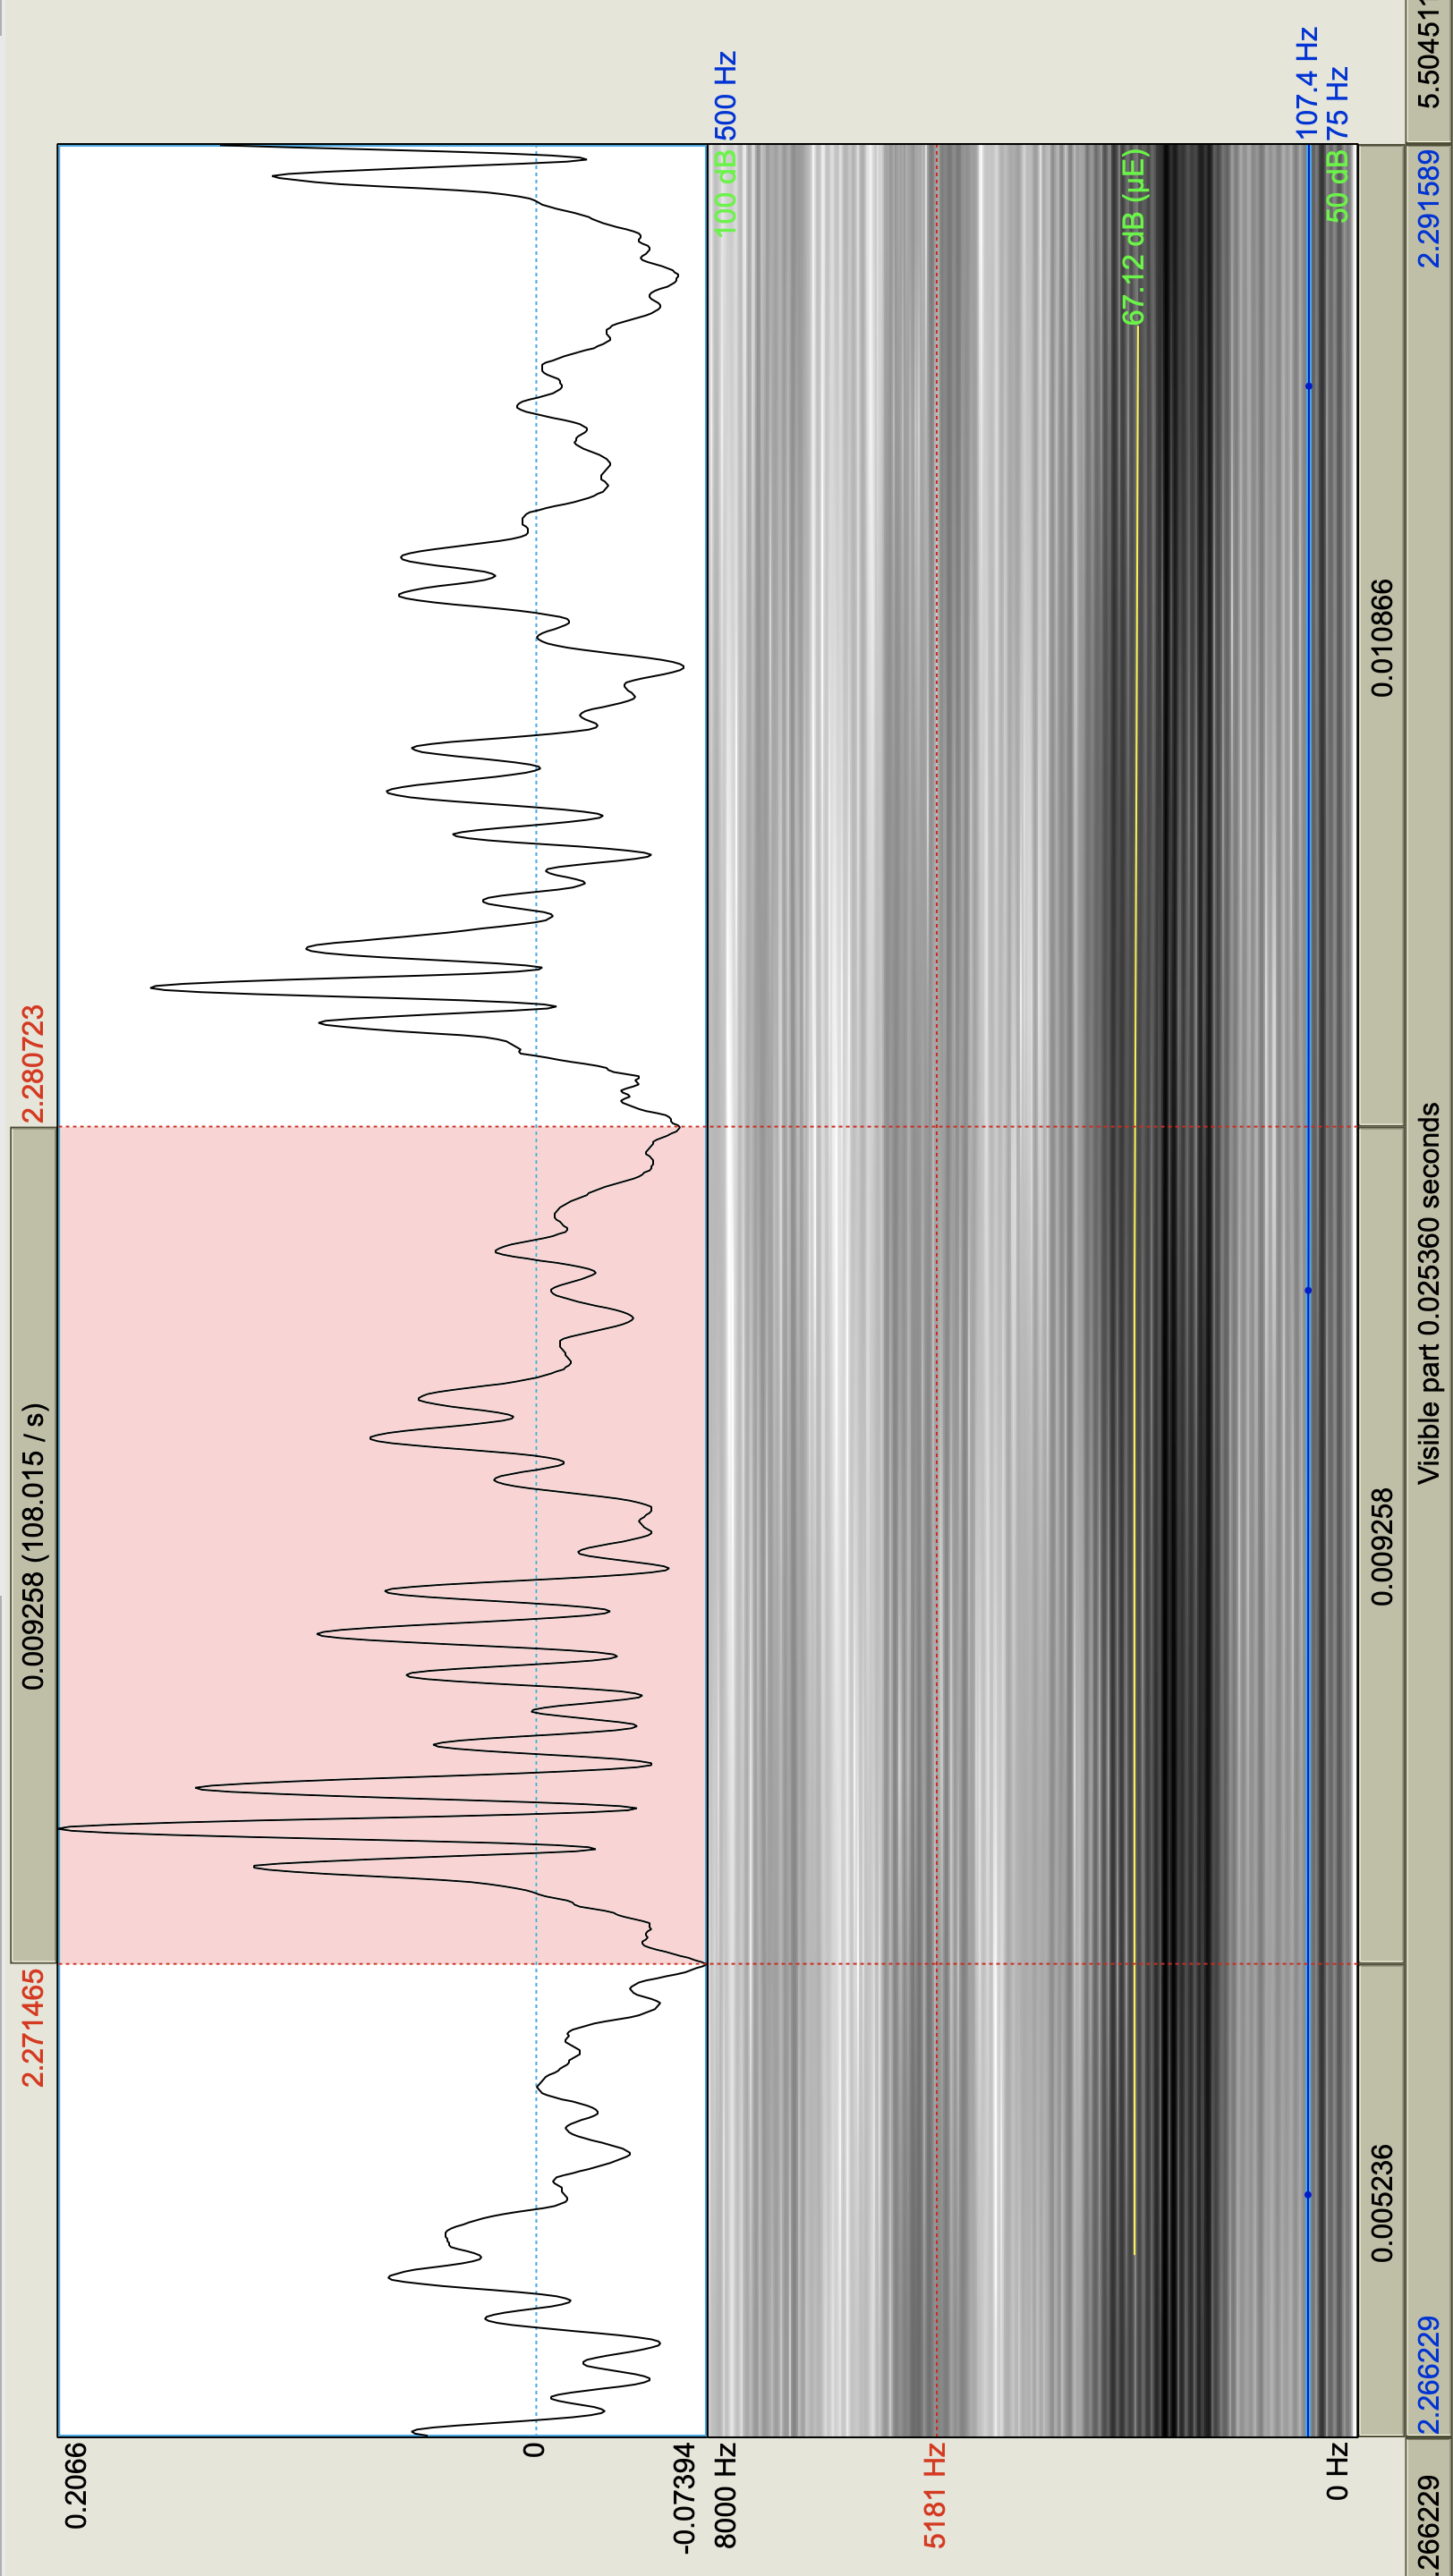 2.271465
0.009258 (108.015 / s)
2.280723
0.2066
0
-0.07394
8000 Hz
100 dB
500 Hz
5181 Hz
67.12 dB (µE)
107.4 Hz
0 Hz
50 dB
75 Hz
0.005236
0.009258
0.010866
266229
2.266229
Visible part 0.025360 seconds
2.291589
5.504511